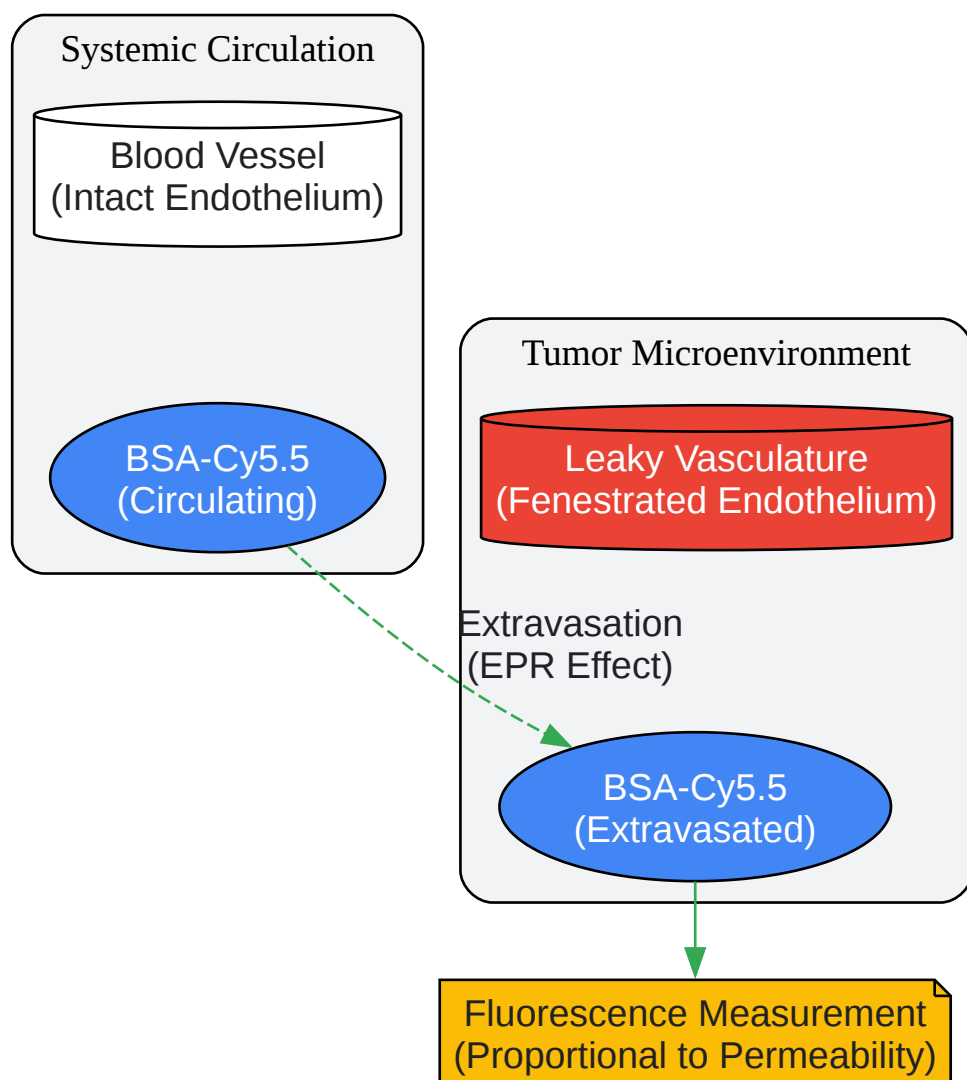 Systemic Circulation
Blood Vessel
(Intact Endothelium)
BSA-Cy5.5
(Circulating)
Tumor Microenvironment
Leaky Vasculature
(Fenestrated Endothelium)
Extravasation
(EPR Effect)
BSA-Cy5.5
(Extravasated)
Fluorescence Measurement
(Proportional to Permeability)